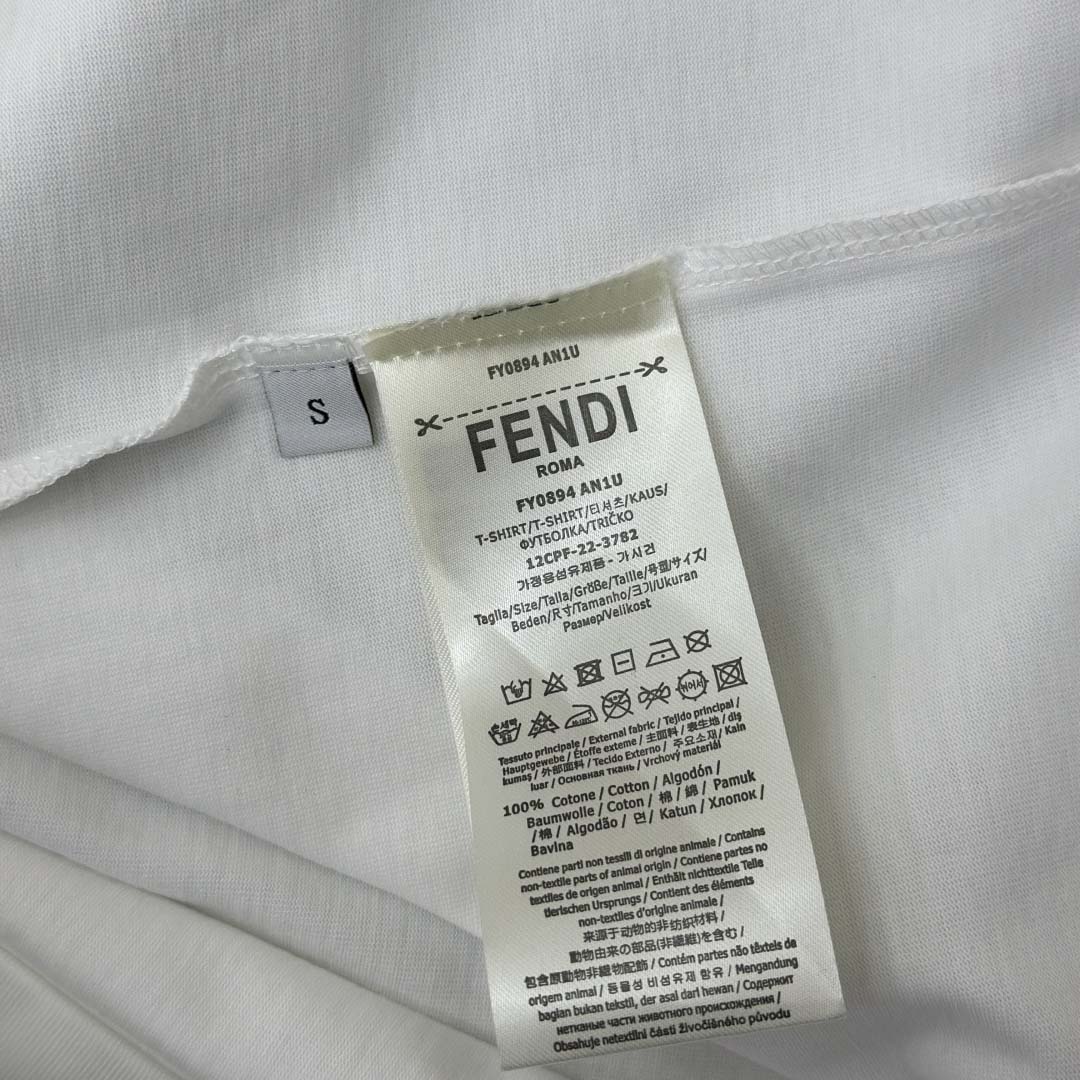 S
FY0894 AN1U
FENDI
ROMA
FY0894 AN1U
T-SHIRT/T-SHIRT/티셔츠/KAUS/
ФУТБОЛКА/TRIČKO
12CPF-22-3782
가정용섬유제품 - 가시건
Taglia/Size/Talla/Größe/Taille/号型/サイズ/
Beden/尺寸/Tamanho/크기/Ukuran
Размер/Velikost
Tessuto principale / External fabric / Tejido principal /
Hauptgewebe / Étoffe externe / 主面料 / 表生地 / dış
kumaş / 外部面料 / Tecido Externo / 주요소재 / Kain
luar / Основная ткань / Vrchový materiál
100% Cotone / Cotton / Algodón /
Baumwolle / Coton / 棉 / 綿 / Pamuk
/ 棉 / Algodão / 면 / Katun / Хлопок /
Bavlna
Contiene parti non tessili di origine animale / Contains
non-textile parts of animal origin / Contiene partes no
textiles de origen animal / Enthält nichttextile Teile
tierischen Ursprungs / Contient des éléments
non-textiles d'origine animale /
来源于动物的非纺织材料 /
動物由来の部品(非繊維)を含む /
包含原動物非織物配飾 / Contém partes não têxteis de
origem animal / 동물성 비섬유제 함유 / Mengandung
bagian bukan tekstil, der asal dari hewan / Содержит
нетканые части животного происхождения /
Obsahuje netextilní části živočišného původu